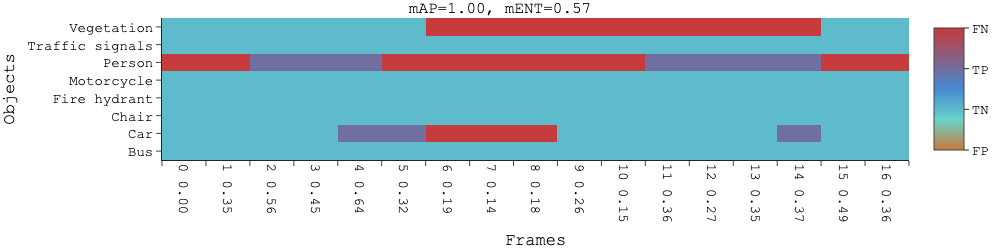 mAP=1.00, mENT=0.57
Objects
Vegetation
Traffic signals
Person
Motorcycle
Fire hydrant
Chair
Car
Bus
0 0.00
1 0.35
2 0.56
3 0.45
4 0.64
5 0.32
6 0.19
7 0.14
8 0.18
9 0.26
10 0.15
11 0.36
12 0.27
13 0.35
14 0.37
15 0.49
16 0.36
Frames
FN
TP
TN
FP